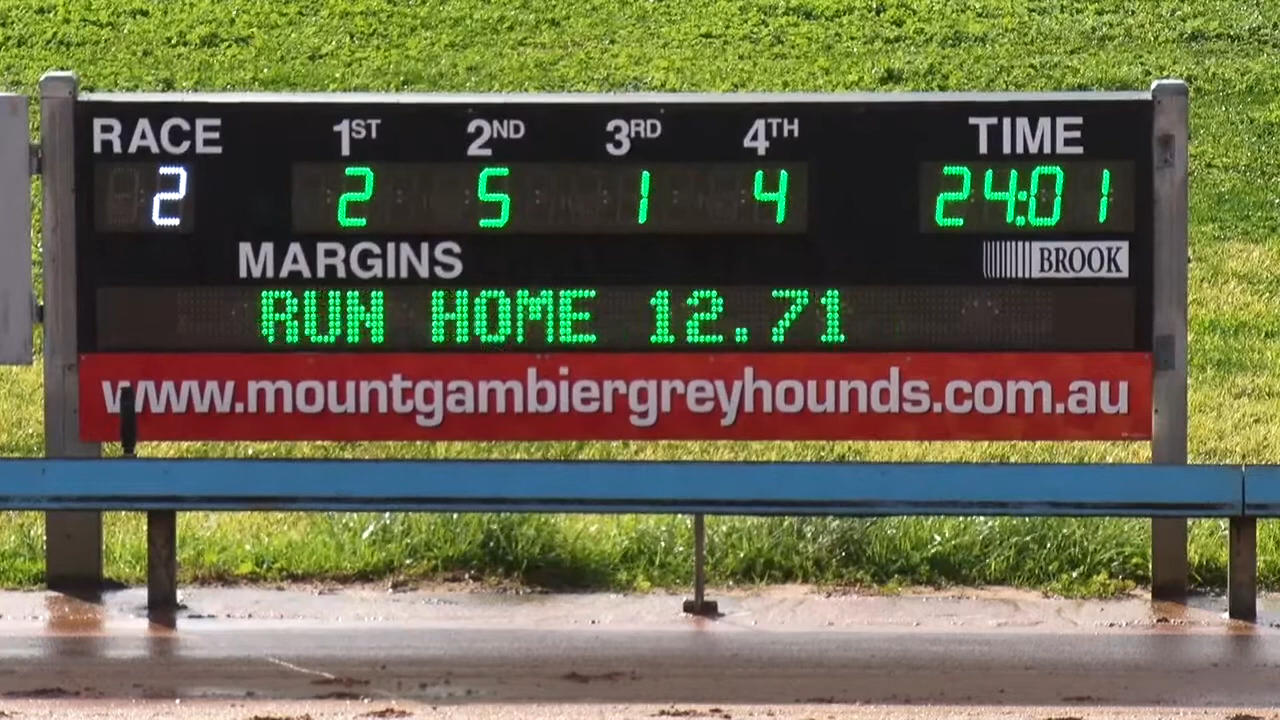 RACE 1ST 2ND 3RD 4TH TIME
2 2 5 1 4 24:01
MARGINS BROOK
RUN HOME 12.71
www.mountgambiergreyhounds.com.au